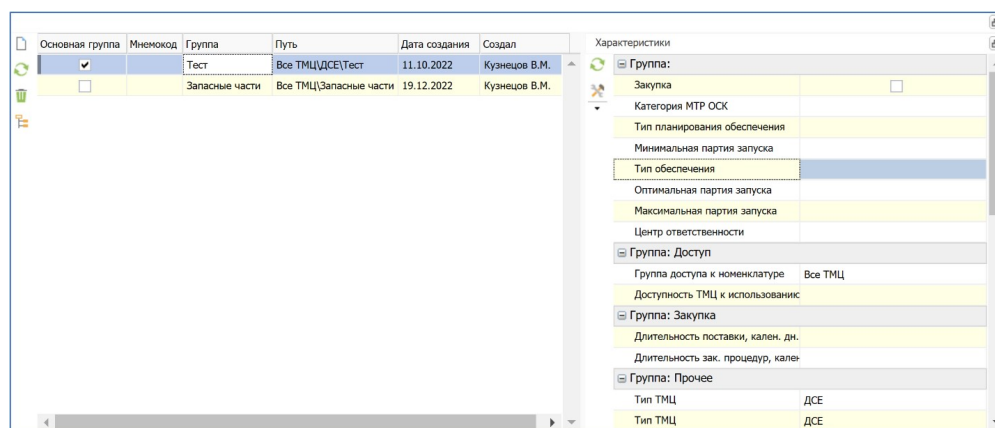 Основная группа Мнемокод Группа Путь Дата создания Создал
Тест Все ТМЦ\ДСЕ\Тест 11.10.2022 Кузнецов В.М.
Запасные части Все ТМЦ\Запасные части 19.12.2022 Кузнецов В.М.
Характеристики
Группа:
Закупка
Категория МТР ОСК
Тип планирования обеспечения
Минимальная партия запуска
Тип обеспечения
Оптимальная партия запуска
Максимальная партия запуска
Центр ответственности
Группа: Доступ
Группа доступа к номенклатуре Все ТМЦ
Доступность ТМЦ к использованию
Группа: Закупка
Длительность поставки, кален. дн.
Длительность зак. процедур, кален
Группа: Прочее
Тип ТМЦ ДСЕ
Тип ТМЦ ДСЕ